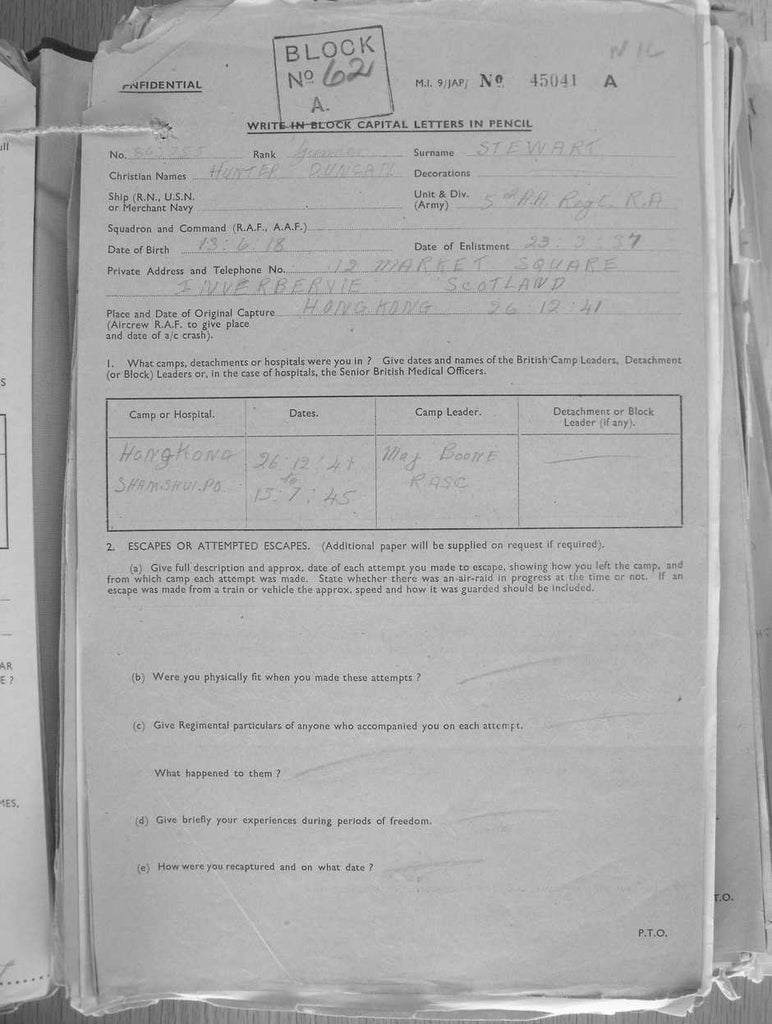 BLOCK
No 62
A.
NFIDENTIAL
M.I. 9/JAP/ No. 45041 A
N IL
WRITE IN BLOCK CAPITAL LETTERS IN PENCIL
No. Rank Gunner Surname STEWART
Christian Names HUNTER DUNCAN Decorations
Ship (R.N., U.S.N. or Merchant Navy Unit & Div. (Army) 5th A.A. Regt. R.A
Squadron and Command (R.A.F., A.A.F.)
Date of Birth 13:6:18 Date of Enlistment 23:3:37
Private Address and Telephone No. 12 MARKET SQUARE
INVERBERVIE SCOTLAND
Place and Date of Original Capture HONG KONG 26:12:41
(Aircrew R.A.F. to give place
and date of a/c crash).
1. What camps, detachments or hospitals were you in ? Give dates and names of the British Camp Leaders, Detachment
(or Block) Leaders or, in the case of hospitals, the Senior British Medical Officers.
Camp or Hospital. Dates. Camp Leader. Detachment or Block
Leader (if any).
HONGKONG 26:12:41 Maj BOONE
SHAMSHUI.PO to 15:7:45 R.A.S.C
2. ESCAPES OR ATTEMPTED ESCAPES. (Additional paper will be supplied on request if required).
(a) Give full description and approx. date of each attempt you made to escape, showing how you left the camp, and
from which camp each attempt was made. State whether there was an air-raid in progress at the time or not. If an
escape was made from a train or vehicle the approx. speed and how it was guarded should be included.
(b) Were you physically fit when you made these attempts ?
(c) Give Regimental particulars of anyone who accompanied you on each attempt.
What happened to them ?
(d) Give briefly your experiences during periods of freedom.
(e) How were you recaptured and on what date ?
P.T.O.
T.O.